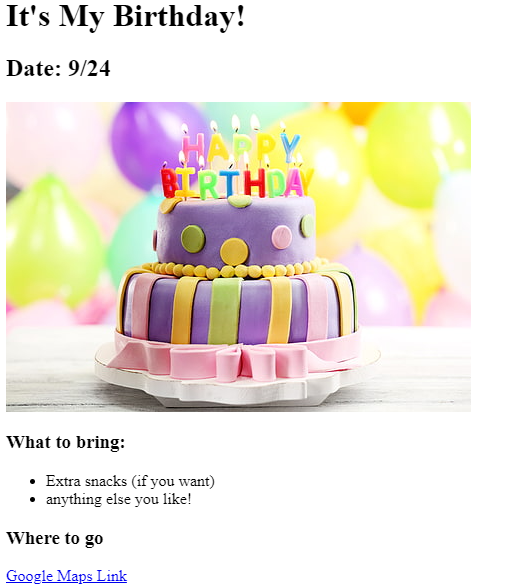 It's My Birthday!
Date: 9/24
HAPPY
BIRTHDAY
What to bring:
Extra snacks (if you want)
anything else you like!
Where to go
Google Maps Link